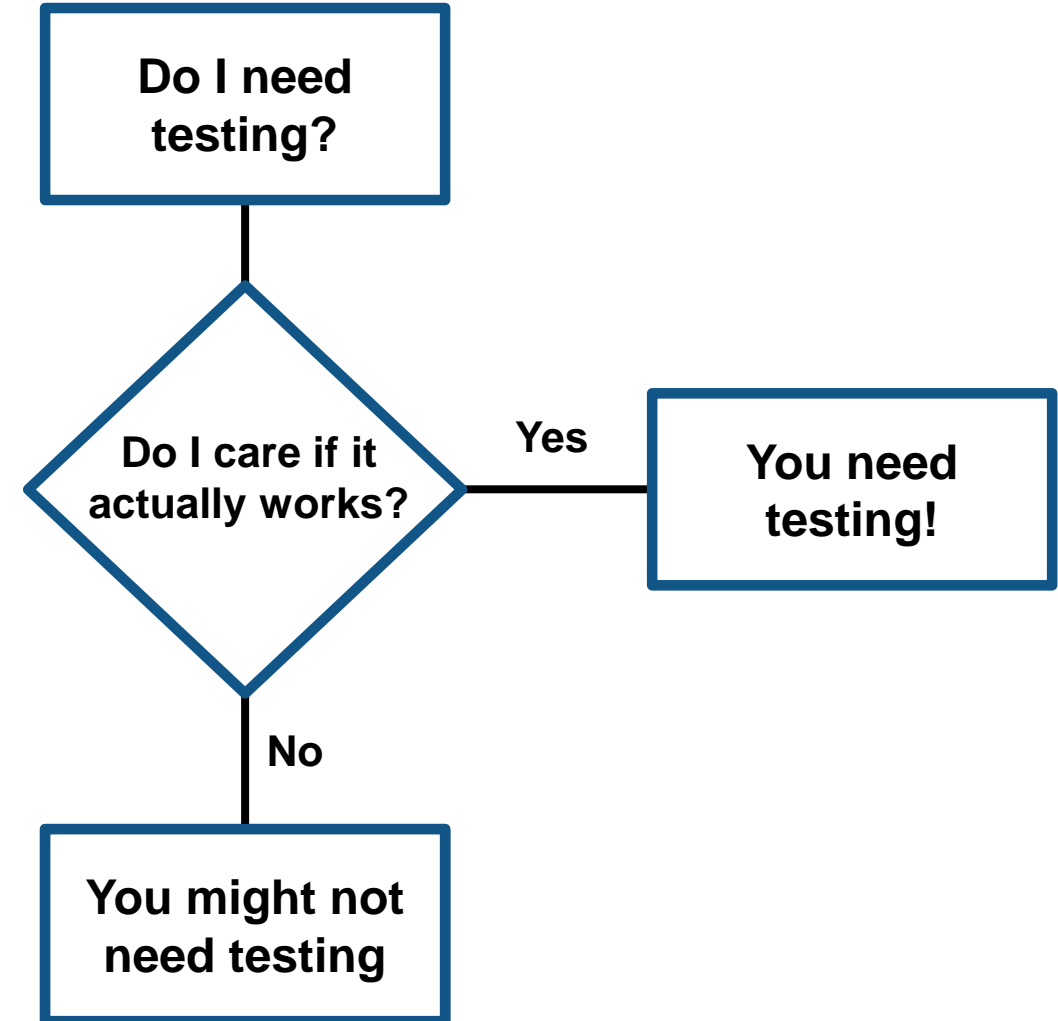 Do I need
testing?
Do I care if it
actually works?
Yes
You need
testing!
No
You might not
need testing